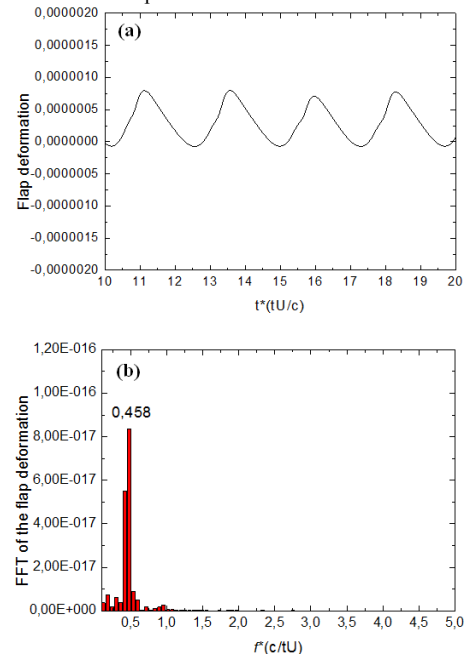 0,0000020
(a)
0,0000015
0,0000010
0,0000005
0,0000000
-0,0000005
-0,0000010
-0,0000015
-0,0000020
Flap deformation
10 11 12 13 14 15 16 17 18 19 20
t*(tU/c)
1,20E-016
(b)
1,00E-016
0,458
8,00E-017
6,00E-017
4,00E-017
2,00E-017
0,00E+000
FFT of the flap deformation
0,5 1,0 1,5 2,0 2,5 3,0 3,5 4,0 4,5 5,0
f*(c/tU)